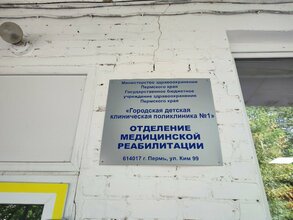 Министерство здравоохранения
Пермского края
Государственное бюджетное
учреждение здравоохранения
Пермского края
«Городская детская
клиническая поликлиника №1»
ОТДЕЛЕНИЕ
МЕДИЦИНСКОЙ
РЕАБИЛИТАЦИИ
614017 г. Пермь, ул. Ким 99